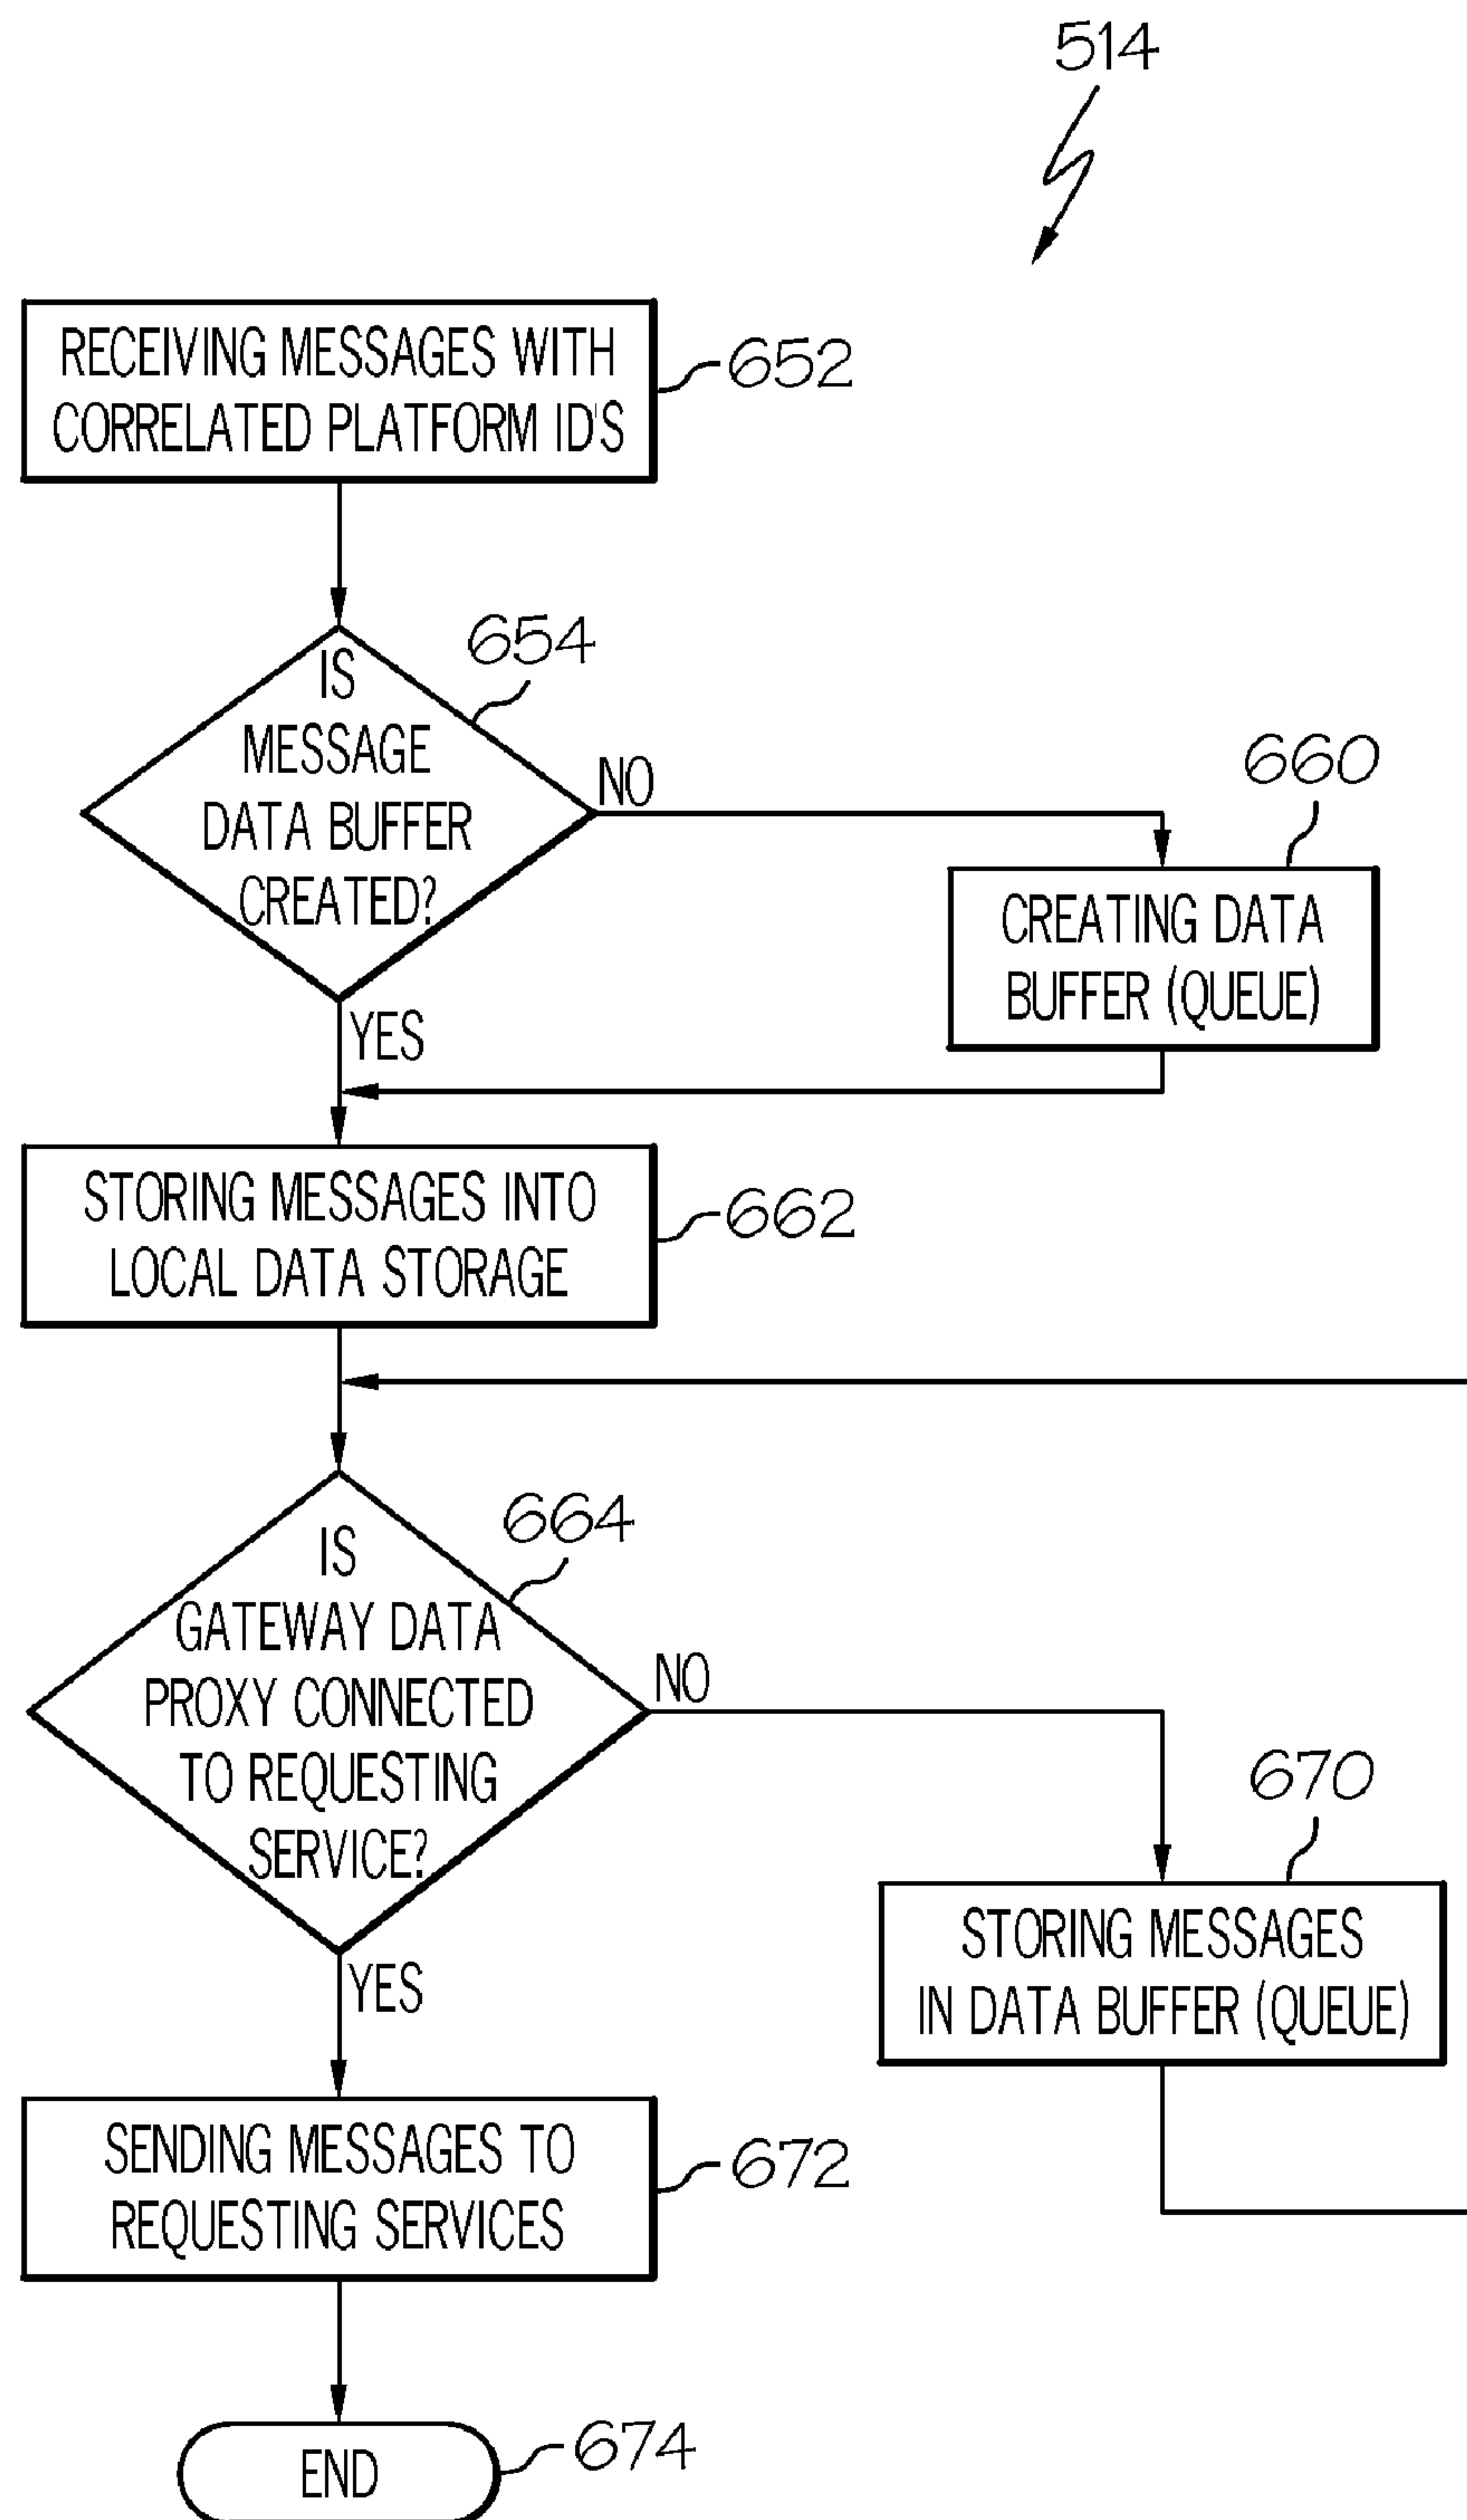 514
RECEIVING MESSAGES WITH
CORRELATED PLATFORM ID'S
652
654
IS
MESSAGE
DATA BUFFER
CREATED?
NO
YES
660
CREATING DATA
BUFFER (QUEUE)
STORING MESSAGES INTO
LOCAL DATA STORAGE
662
664
IS
GATEWAY DATA
PROXY CONNECTED
TO REQUESTING
SERVICE?
NO
YES
670
STORING MESSAGES
IN DATA BUFFER (QUEUE)
SENDING MESSAGES TO
REQUESTING SERVICES
672
END
674